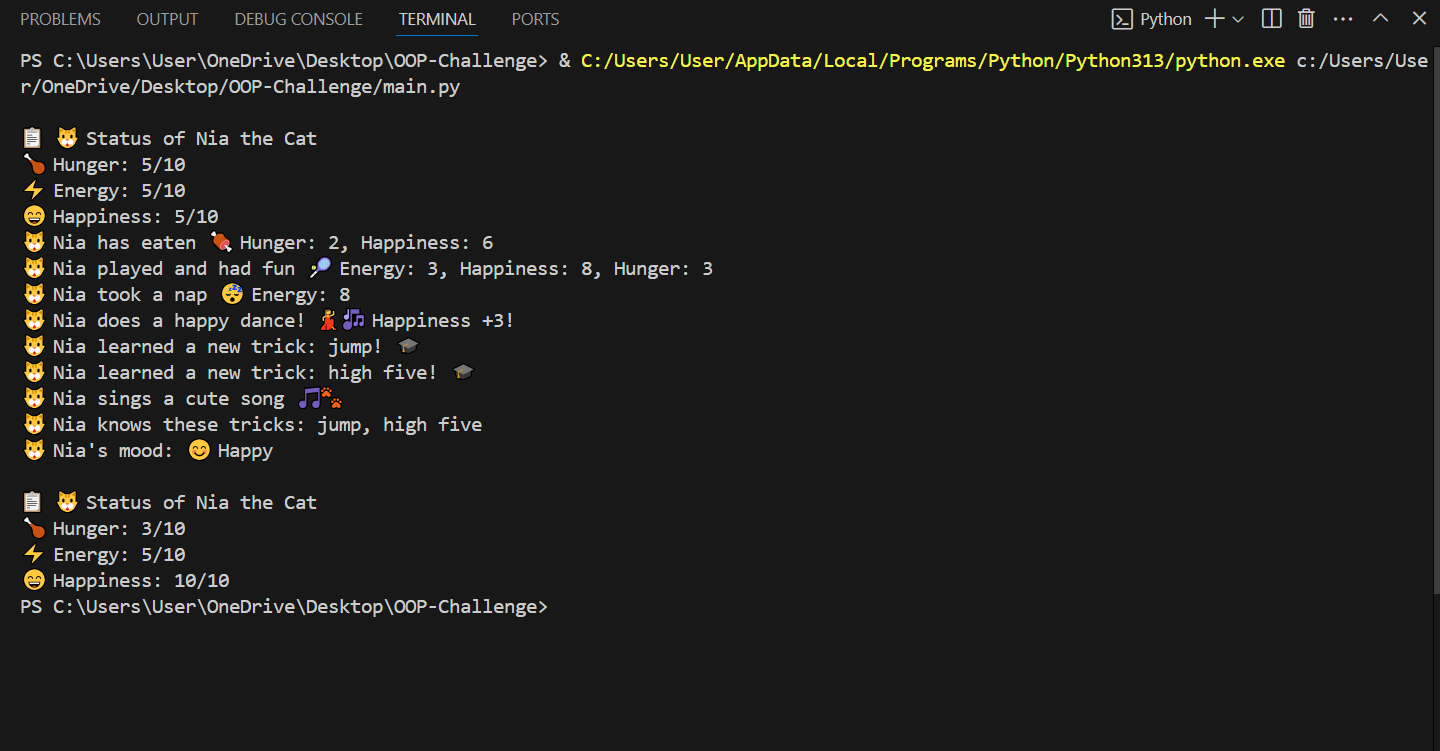 PROBLEMS OUTPUT DEBUG CONSOLE TERMINAL PORTS Python
PS C:\Users\User\OneDrive\Desktop\OOP-Challenge> & C:/Users/User/AppData/Local/Programs/Python/Python313/python.exe c:/Users/Use
r/OneDrive/Desktop/OOP-Challenge/main.py
📋 🐱 Status of Nia the Cat
🍗 Hunger: 5/10
⚡ Energy: 5/10
😄 Happiness: 5/10
🐱 Nia has eaten 🍖 Hunger: 2, Happiness: 6
🐱 Nia played and had fun 🎾 Energy: 3, Happiness: 8, Hunger: 3
🐱 Nia took a nap 😴 Energy: 8
🐱 Nia does a happy dance! 💃🎶 Happiness +3!
🐱 Nia learned a new trick: jump! 🎓
🐱 Nia learned a new trick: high five! 🎓
🐱 Nia sings a cute song 🎵🐾
🐱 Nia knows these tricks: jump, high five
🐱 Nia's mood: 😊 Happy
📋 🐱 Status of Nia the Cat
🍗 Hunger: 3/10
⚡ Energy: 5/10
😄 Happiness: 10/10
PS C:\Users\User\OneDrive\Desktop\OOP-Challenge>